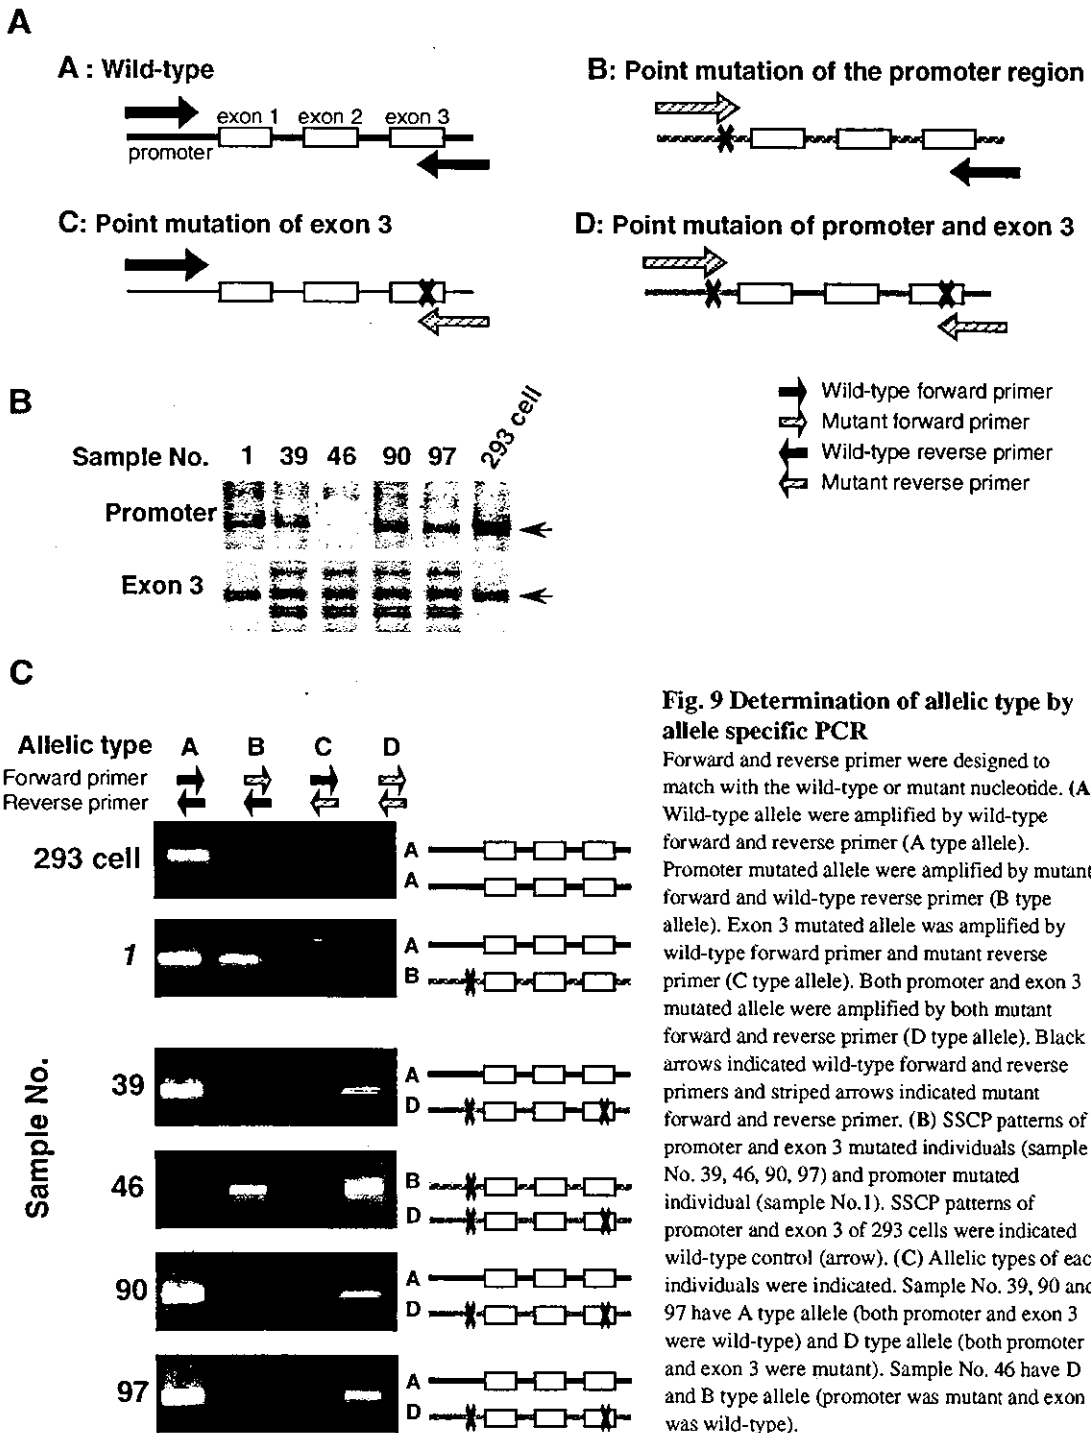 A
A : Wild-type
exon 1 exon 2 exon 3
promoter
B: Point mutation of the promoter region
C: Point mutation of exon 3
D: Point mutaion of promoter and exon 3
Wild-type forward primer
Mutant forward primer
Wild-type reverse primer
Mutant reverse primer
B
Sample No. 1 39 46 90 97 293 cell
Promoter
Exon 3
C
Allelic type A B C D
Forward primer
Reverse primer
293 cell
A
A
1
A
B
Sample No.
39
A
D
46
B
D
90
A
D
97
A
D
Fig. 9 Determination of allelic type by
allele specific PCR
Forward and reverse primer were designed to
match with the wild-type or mutant nucleotide. (A
Wild-type allele were amplified by wild-type
forward and reverse primer (A type allele).
Promoter mutated allele were amplified by mutan
forward and wild-type reverse primer (B type
allele). Exon 3 mutated allele was amplified by
wild-type forward primer and mutant reverse
primer (C type allele). Both promoter and exon 3
mutated allele were amplified by both mutant
forward and reverse primer (D type allele). Black
arrows indicated wild-type forward and reverse
primers and striped arrows indicated mutant
forward and reverse primer. (B) SSCP patterns of
promoter and exon 3 mutated individuals (sample
No. 39, 46, 90, 97) and promoter mutated
individual (sample No.1). SSCP patterns of
promoter and exon 3 of 293 cells were indicated
wild-type control (arrow). (C) Allelic types of eac
individuals were indicated. Sample No. 39, 90 and
97 have A type allele (both promoter and exon 3
were wild-type) and D type allele (both promoter
and exon 3 were mutant). Sample No. 46 have D
and B type allele (promoter was mutant and exon
was wild-type).